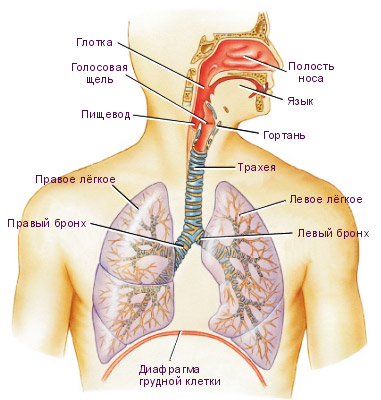 Глотка
Голосовая
щель
Пищевод
Полость
носа
Язык
Гортань
Трахея
Правое лёгкое
Левое лёгкое
Правый бронх
Левый бронх
Диафрагма
грудной клетки